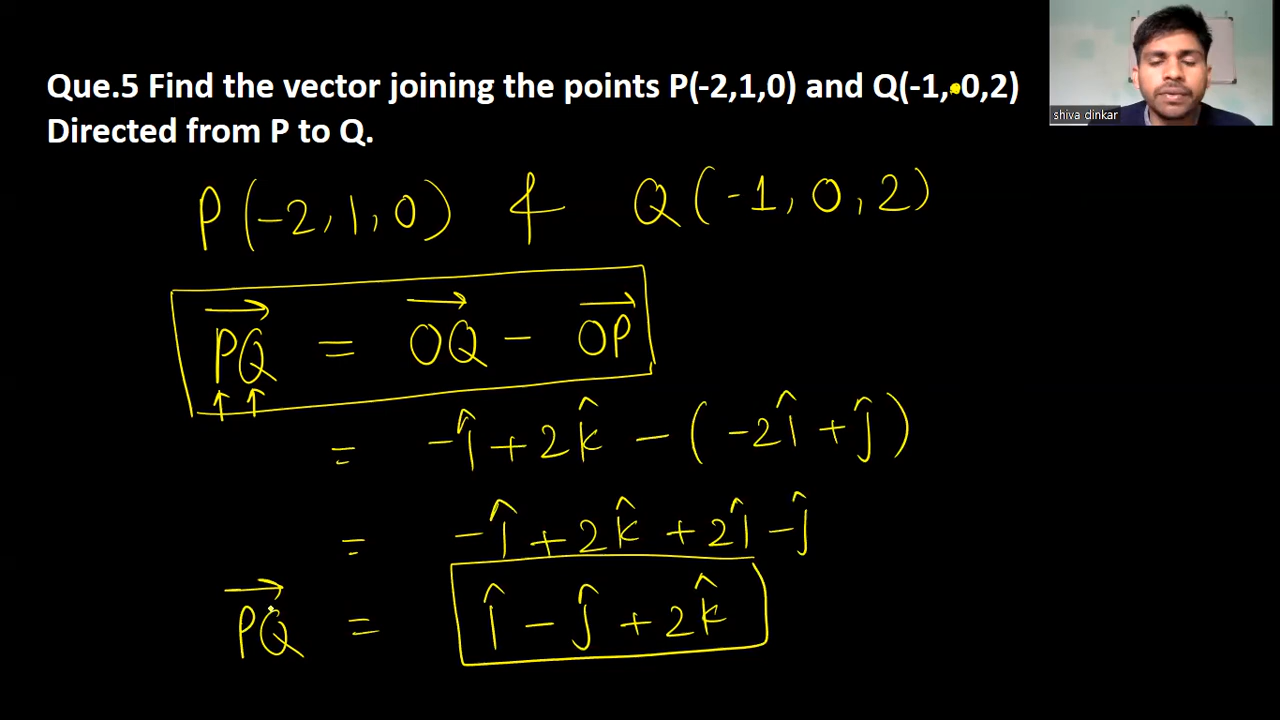 Que.5 Find the vector joining the points P(-2,1,0) and Q(-1, 0,2)
Directed from P to Q.
shiva dinkar
P(-2,1,0) & Q(-1,0,2)
PQ⃗ = OQ⃗ - OP⃗
= -î + 2k̂ - (-2î + ĵ)
= -î + 2k̂ + 2î - ĵ
PQ⃗ = î - ĵ + 2k̂